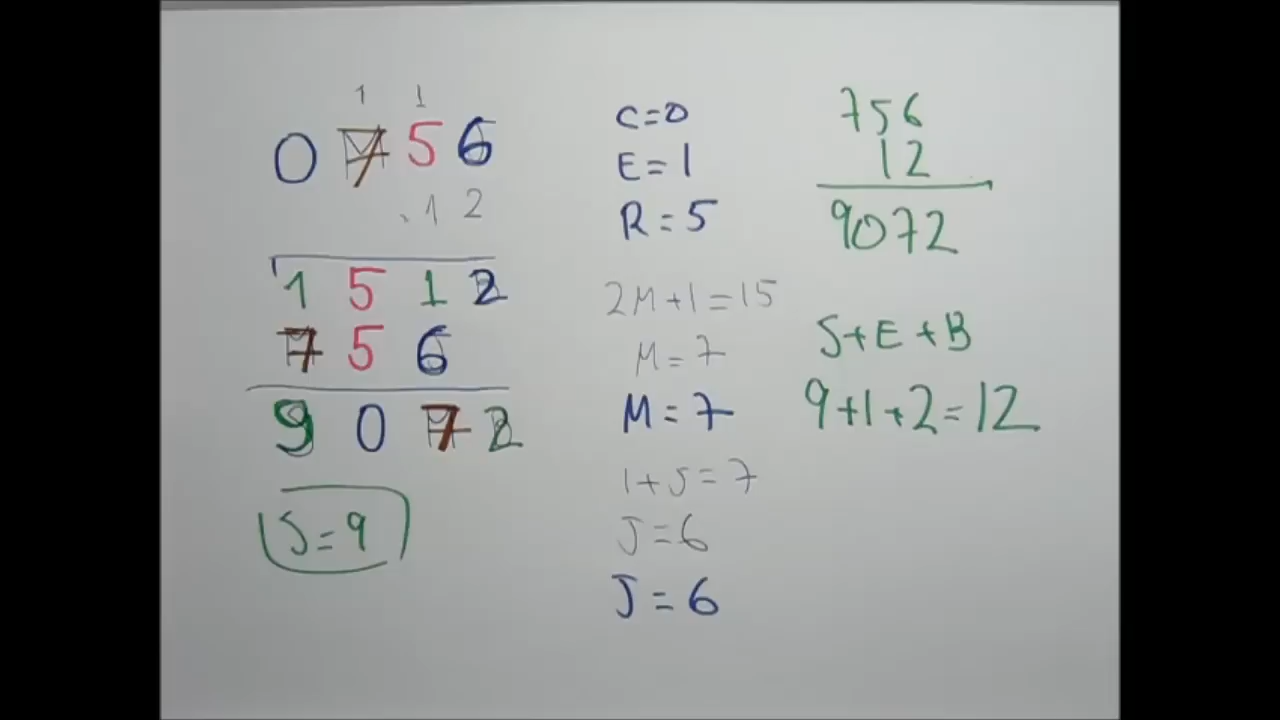 1 1
0 7 5 6
.1 2
1 5 1 2
7 5 6
9 0 7 2
S=9
C=0
E=1
R=5
2M+1=15
M=7
M=7
1+J=7
J=6
J=6
756
12
9072
S+E+B
9+1+2=12